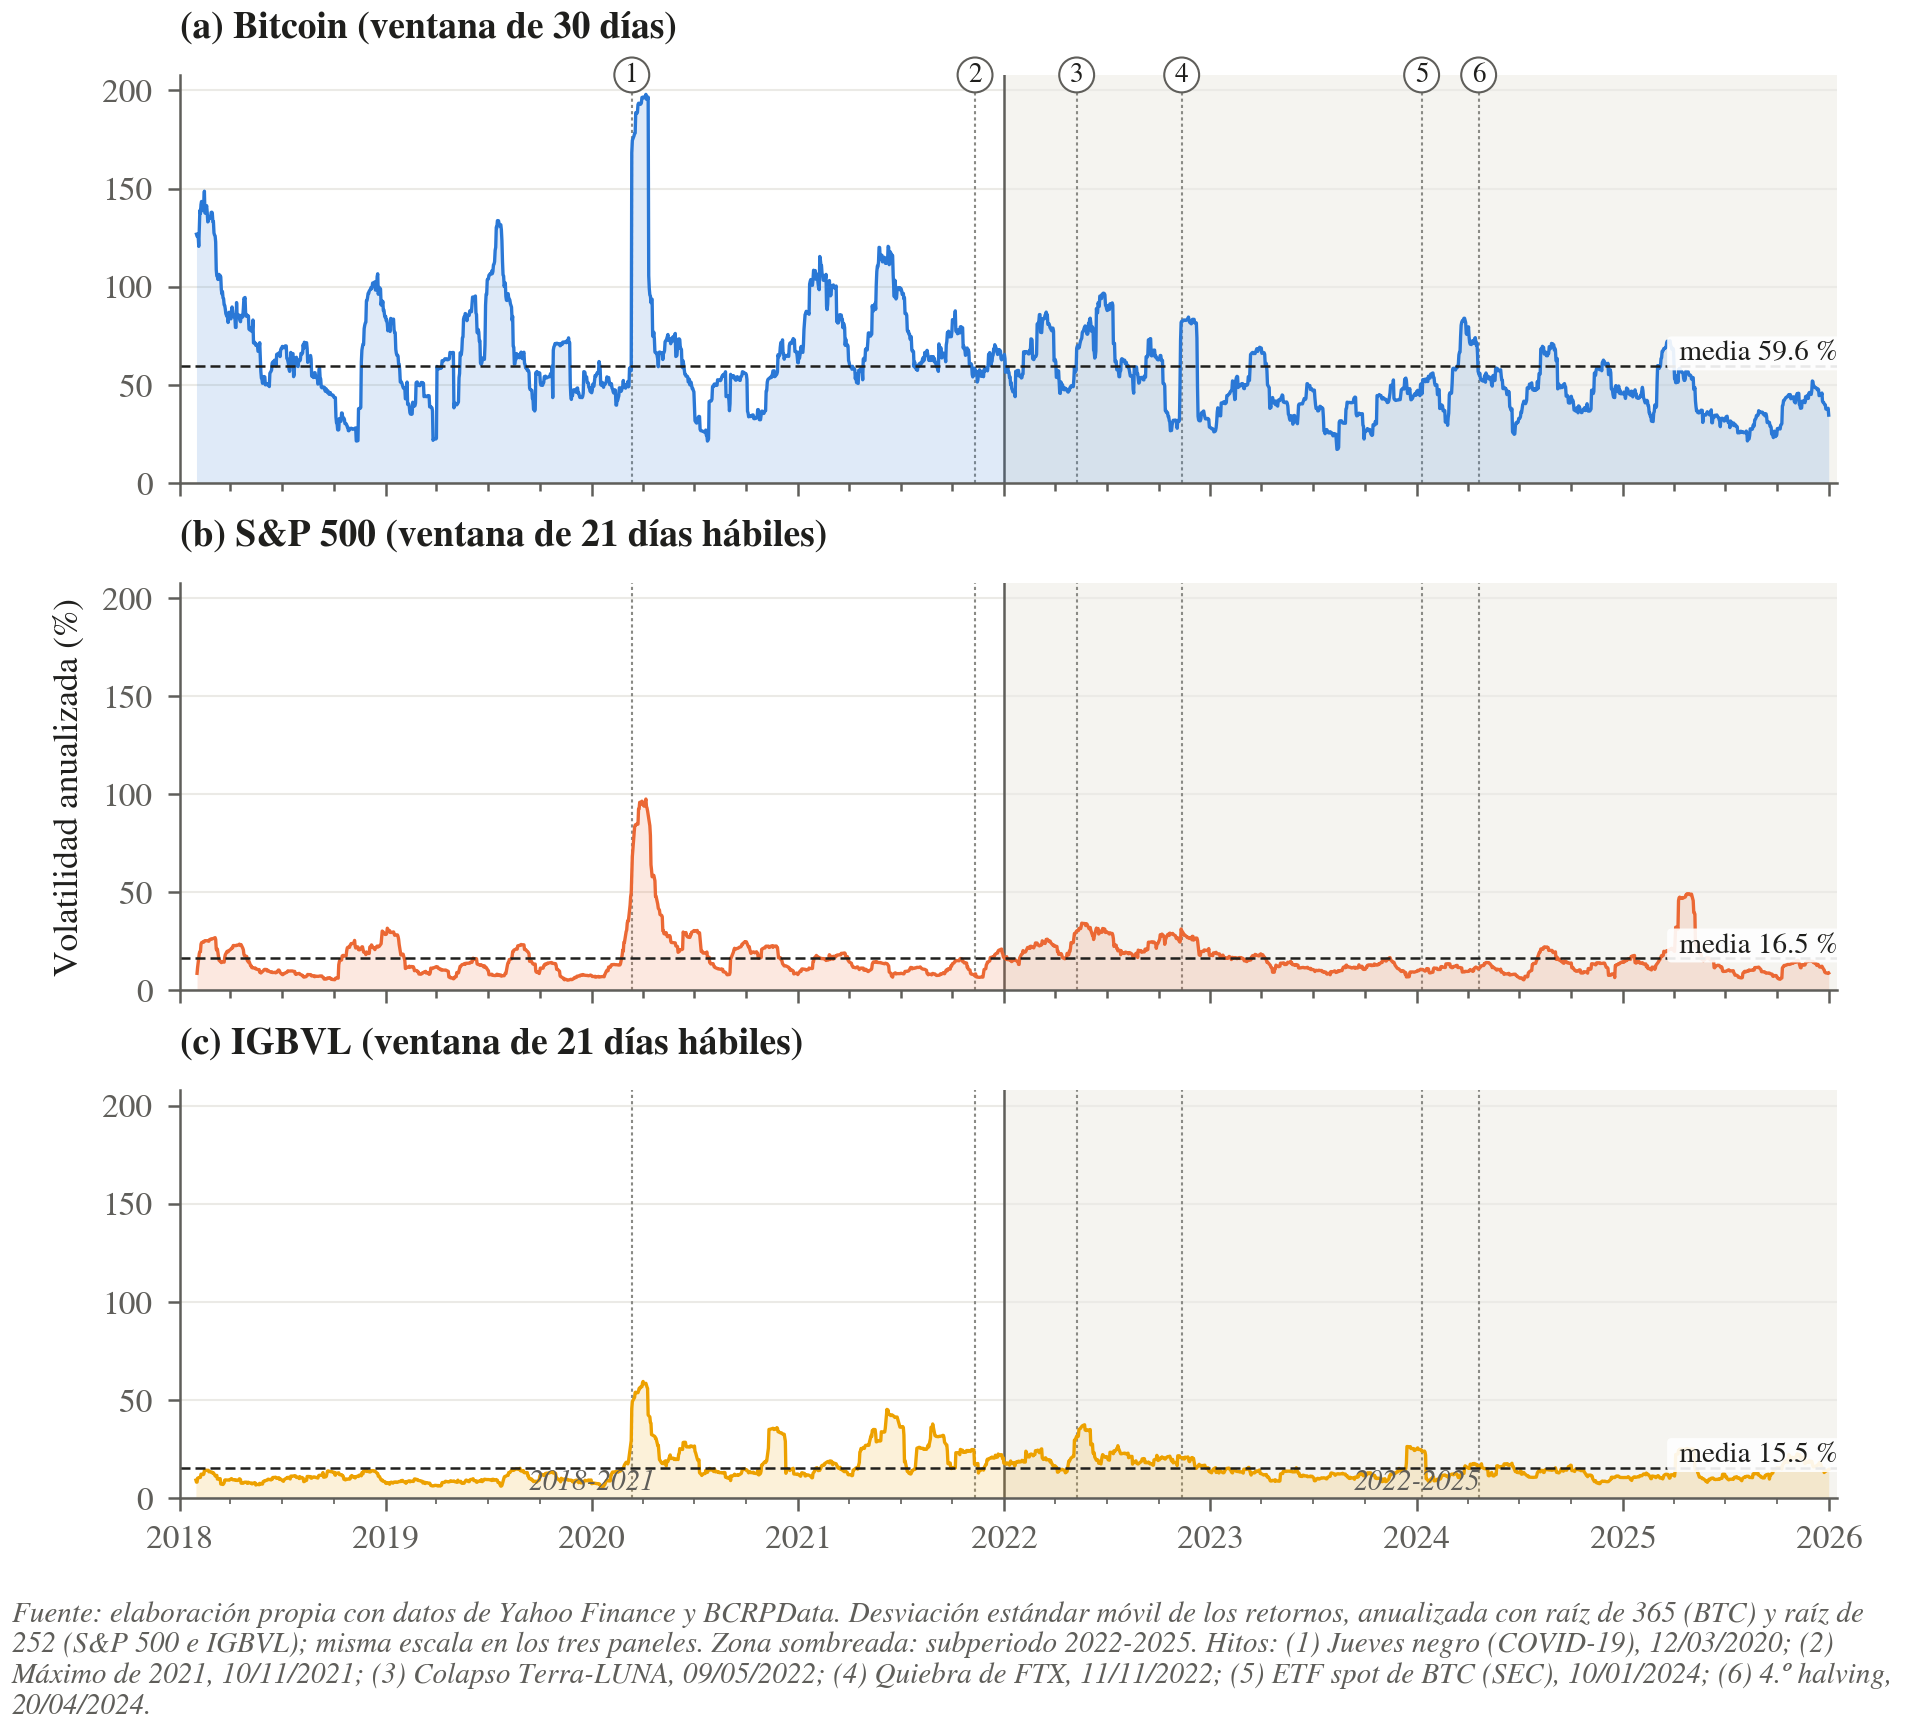 (a) Bitcoin (ventana de 30 días)
1 2 3 4 5 6
200
150
100
media 59.6 %
50
0
(b) S&P 500 (ventana de 21 días hábiles)
Volatilidad anualizada (%)
200
150
100
50
media 16.5 %
0
(c) IGBVL (ventana de 21 días hábiles)
200
150
100
50
media 15.5 %
2018-2021 2022-2025
0
2018 2019 2020 2021 2022 2023 2024 2025 2026
Fuente: elaboración propia con datos de Yahoo Finance y BCRPData. Desviación estándar móvil de los retornos, anualizada con raíz de 365 (BTC) y raíz de
252 (S&P 500 e IGBVL); misma escala en los tres paneles. Zona sombreada: subperiodo 2022-2025. Hitos: (1) Jueves negro (COVID-19), 12/03/2020; (2)
Máximo de 2021, 10/11/2021; (3) Colapso Terra-LUNA, 09/05/2022; (4) Quiebra de FTX, 11/11/2022; (5) ETF spot de BTC (SEC), 10/01/2024; (6) 4.º halving,
20/04/2024.